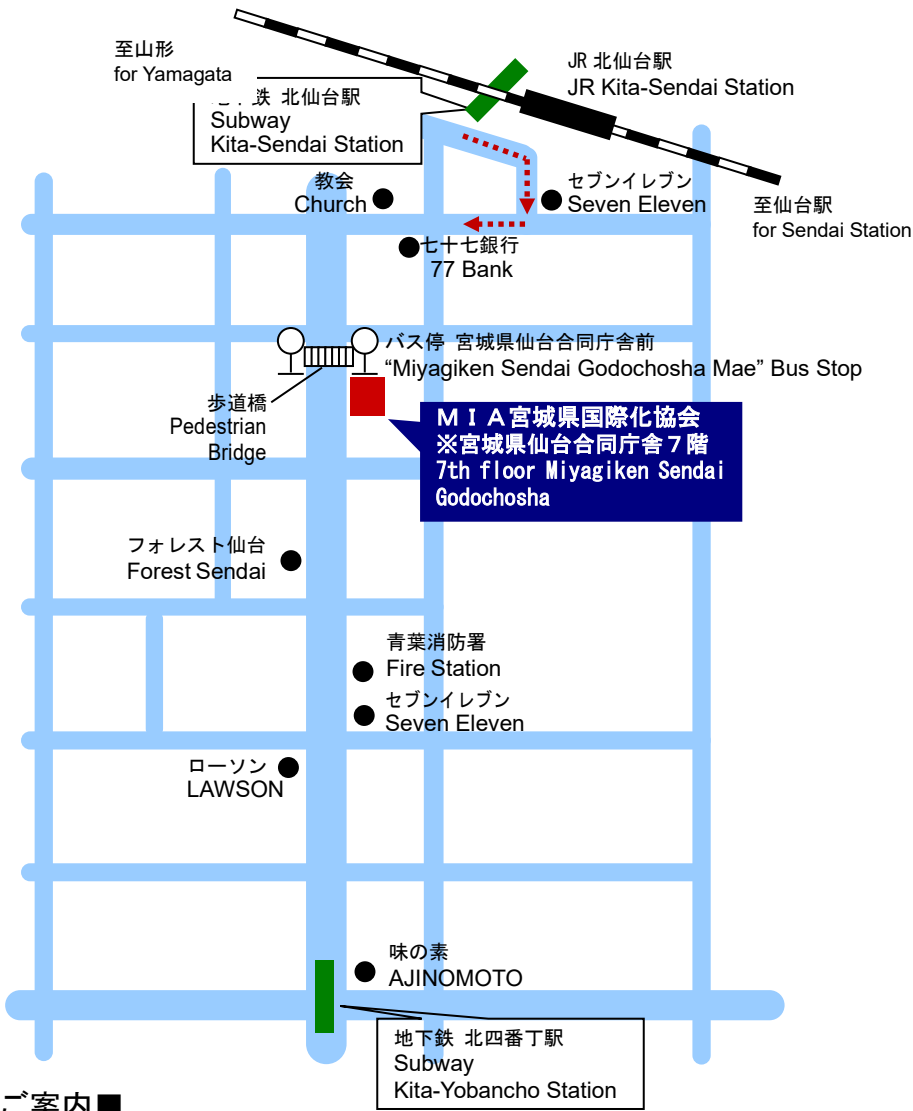 至山形
for Yamagata
JR 北仙台駅
JR Kita-Sendai Station
鉄 北仙台駅
Subway
Kita-Sendai Station
教会
Church
セブンイレブン
Seven Eleven
至仙台駅
for Sendai Station
七十七銀行
77 Bank
バス停 宮城県仙台合同庁舎前
“Miyagiken Sendai Godochosha Mae” Bus Stop
歩道橋
Pedestrian
Bridge
ＭＩＡ宮城県国際化協会
※宮城県仙台合同庁舎７階
7th floor Miyagiken Sendai
Godochosha
フォレスト仙台
Forest Sendai
青葉消防署
Fire Station
セブンイレブン
Seven Eleven
ローソン
LAWSON
味の素
AJINOMOTO
地下鉄 北四番丁駅
Subway
Kita-Yobancho Station
ご案内■